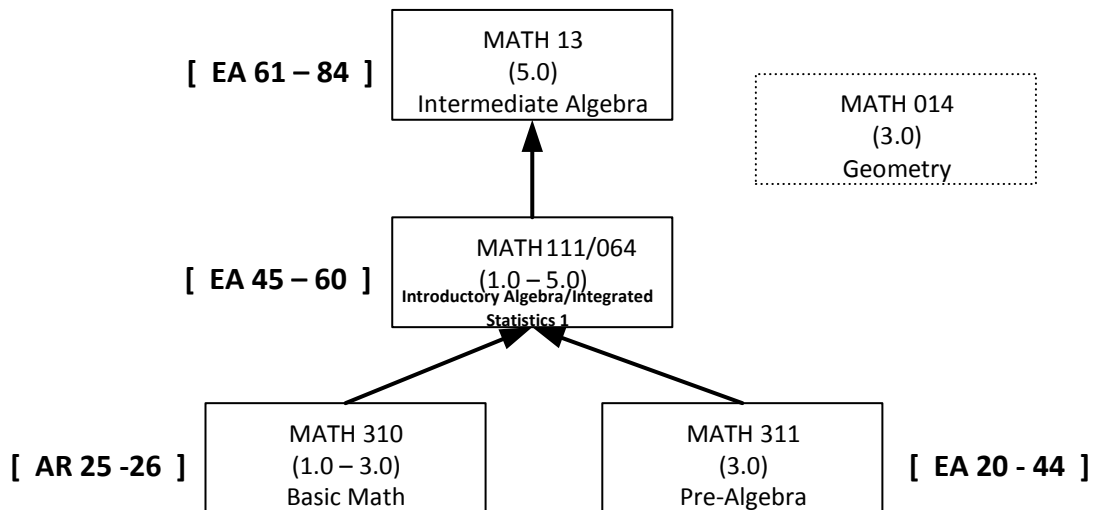 MATH 13
(5.0)
Intermediate Algebra
[ EA 61 – 84 ]
MATH 014
(3.0)
Geometry
MATH 111/064
(1.0 – 5.0)
Introductory Algebra/Integrated
Statistics 1
[ EA 45 – 60 ]
MATH 310
(1.0 – 3.0)
Basic Math
[ AR 25 -26 ]
MATH 311
(3.0)
Pre-Algebra
[ EA 20 - 44 ]